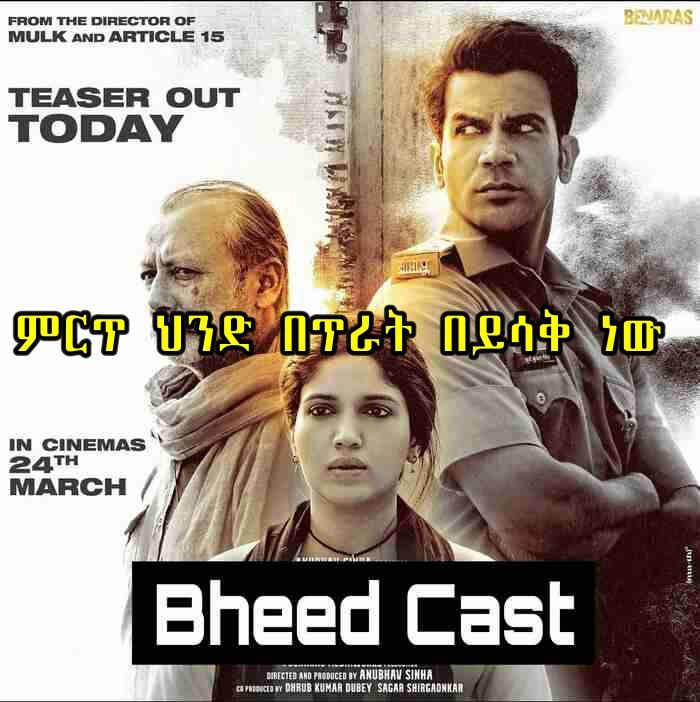 FROM THE DIRECTOR OF
MULK AND ARTICLE 15
BENARAS
TEASER OUT
TODAY
ምርጥ ህንድ በጥራት በይሳቅ ነው
IN CINEMAS
24TH
MARCH
Bheed Cast
DIRECTED AND PRODUCED BY ANUBHAV SINHA
CO PRODUCED BY DHRUB KUMAR DUBEY SAGAR SHIRGAONKAR